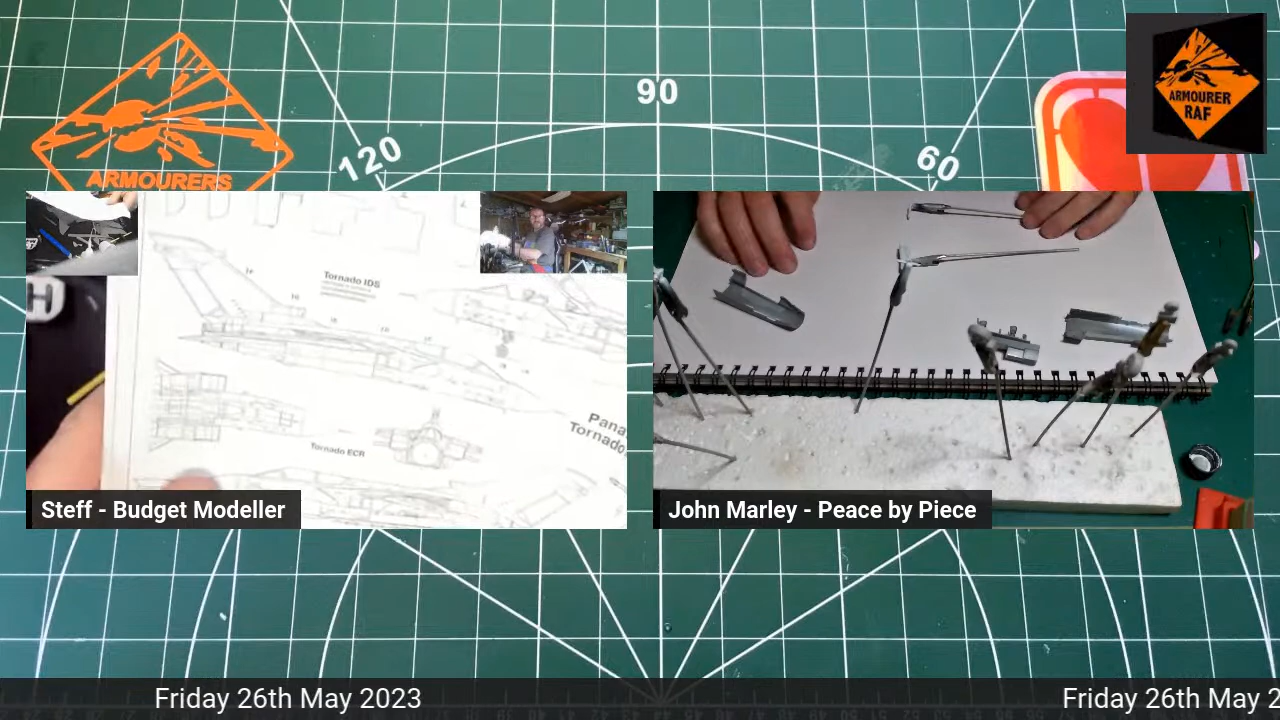 90
120
60
ARMOURERS
ARMOURER
RAF
Tornado IDS
Pana
Tornado
Tornado ECR
Steff - Budget Modeller
John Marley - Peace by Piece
Friday 26th May 2023
Friday 26th May 2